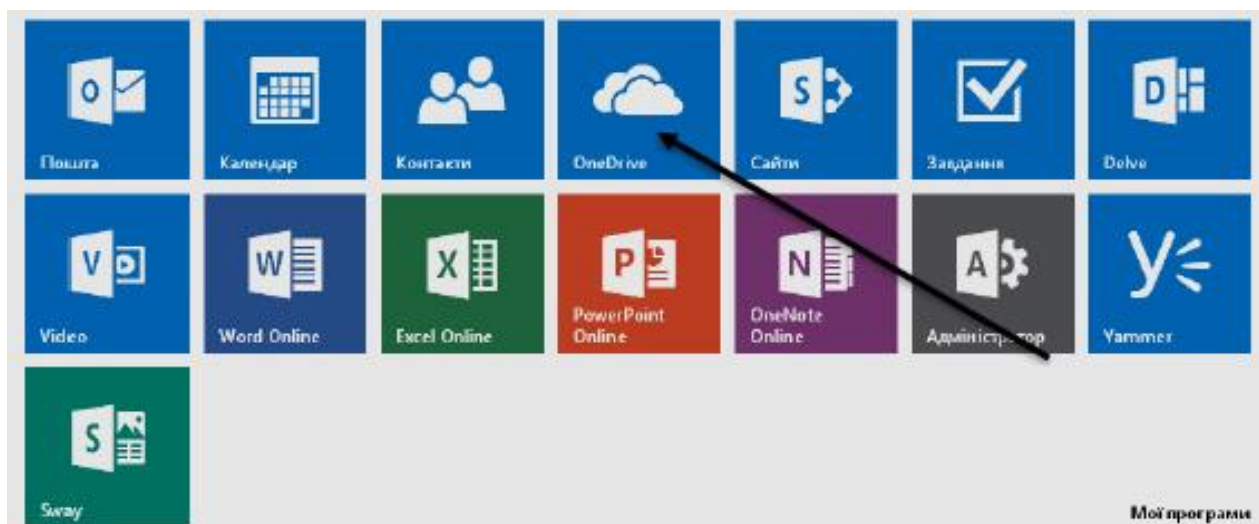 Пошта
Календар
Контакти
OneDrive
Сайти
Завдання
Delve
Video
Word Online
Excel Online
PowerPoint
Online
OneNote
Online
Адміністратор
Yammer
Sway
Мої програми